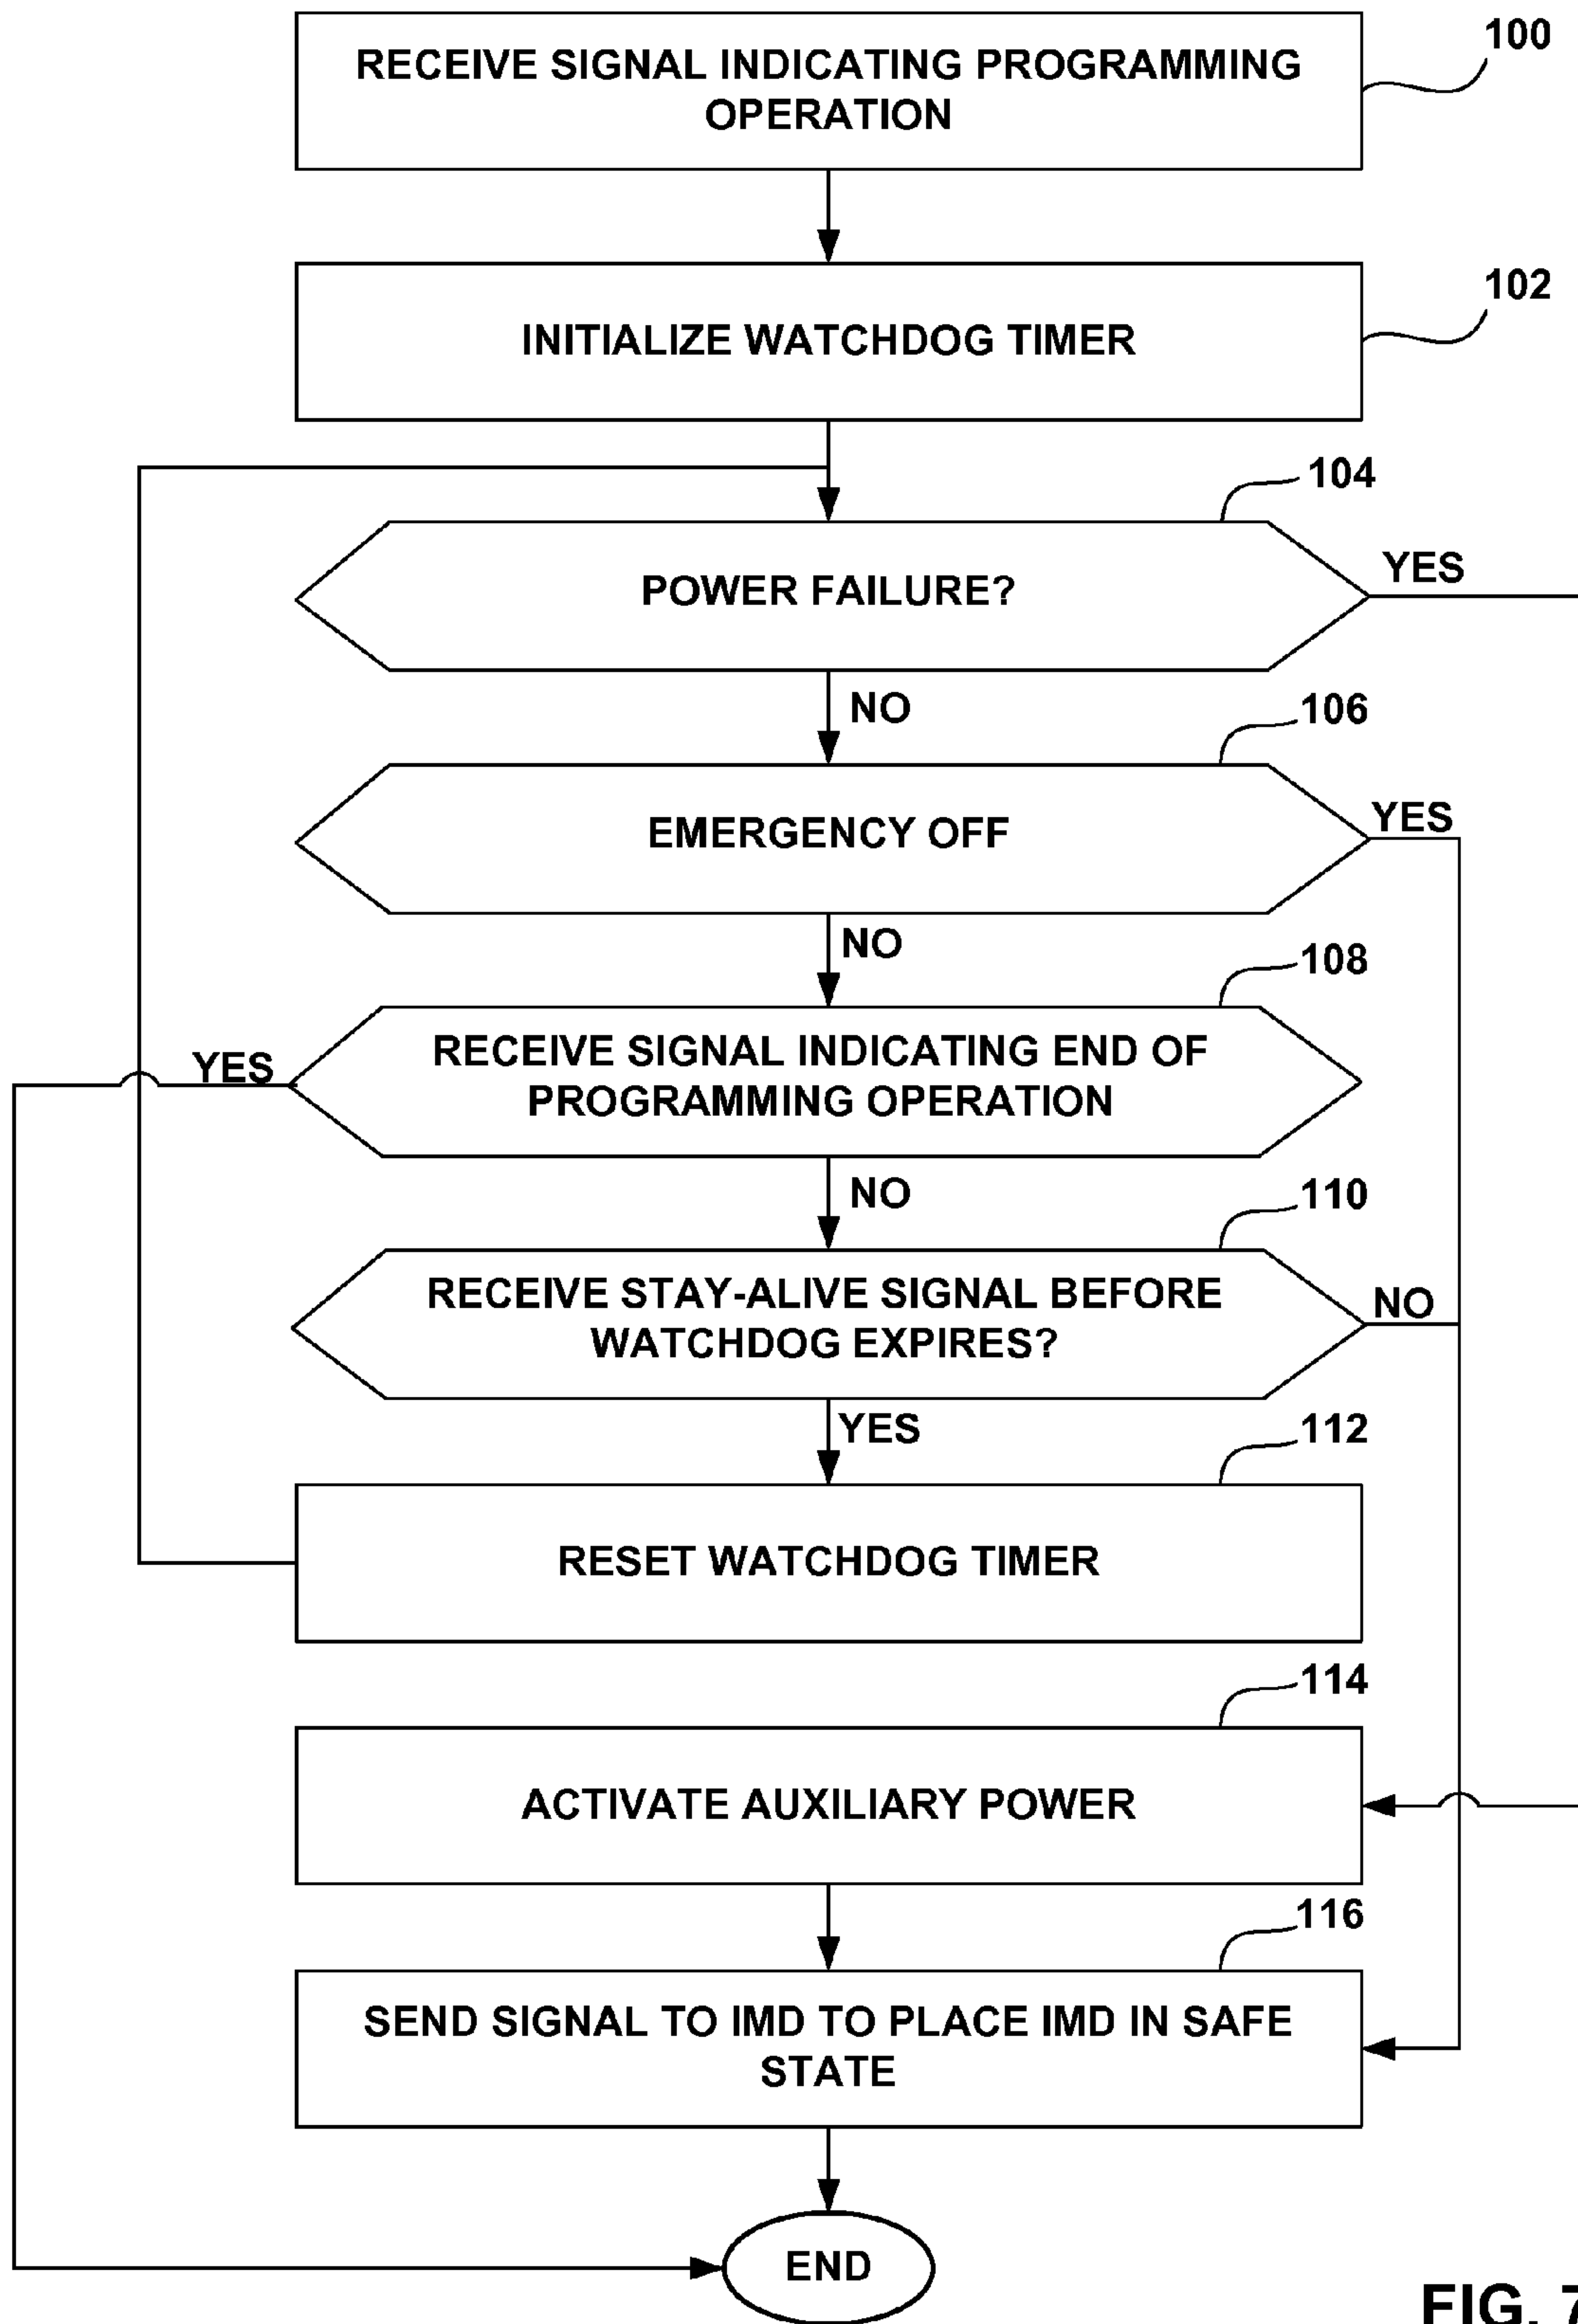 RECEIVE SIGNAL INDICATING PROGRAMMING
OPERATION
100
INITIALIZE WATCHDOG TIMER
102
104
POWER FAILURE?
YES
NO
106
EMERGENCY OFF
YES
NO
108
RECEIVE SIGNAL INDICATING END OF
PROGRAMMING OPERATION
YES
NO
110
RECEIVE STAY-ALIVE SIGNAL BEFORE
WATCHDOG EXPIRES?
NO
YES
112
RESET WATCHDOG TIMER
114
ACTIVATE AUXILIARY POWER
116
SEND SIGNAL TO IMD TO PLACE IMD IN SAFE
STATE
END
FIG. 7